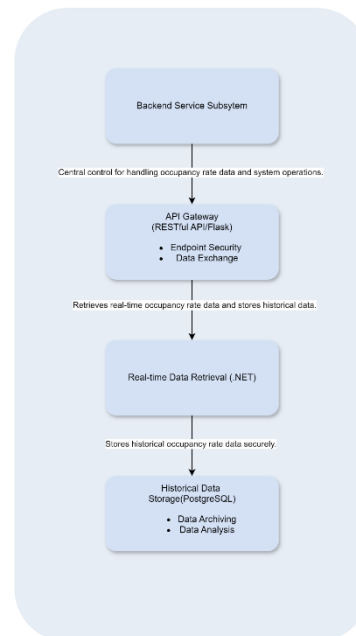 Backend Service Subsytem
Central control for handling occupancy rate data and system operations.
API Gateway
(RESTful API/Flask)
• Endpoint Security
• Data Exchange
Retrieves real-time occupancy rate data and stores historical data.
Real-time Data Retrieval (.NET)
Stores historical occupancy rate data securely.
Historical Data
Storage(PostgreSQL)
• Data Archiving
• Data Analysis